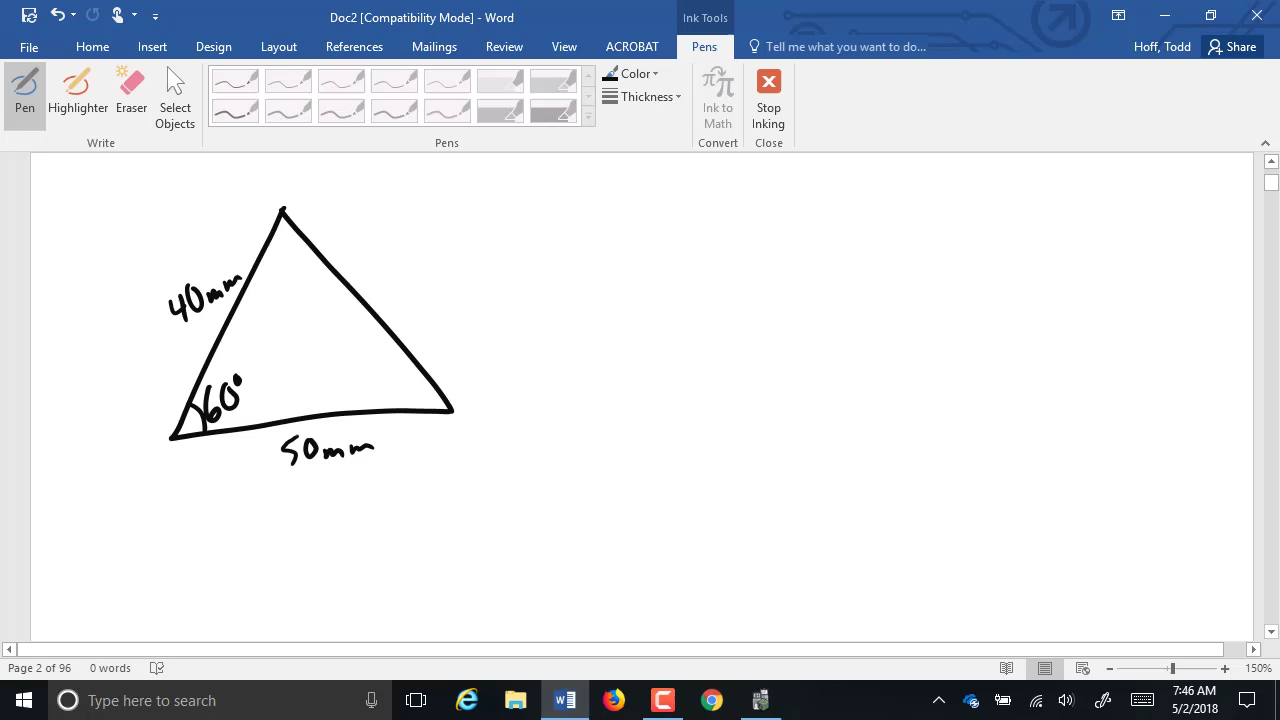 Doc2 [Compatibility Mode] - Word
Ink Tools
File Home Insert Design Layout References Mailings Review View ACROBAT Pens Tell me what you want to do... Hoff, Todd Share
Pen Highlighter Eraser Select Objects
Color
Thickness
Ink to Math
Stop Inking
Write Pens Convert Close
40mm
60°
50mm
Page 2 of 96 0 words 150%
Type here to search
7:46 AM
5/2/2018